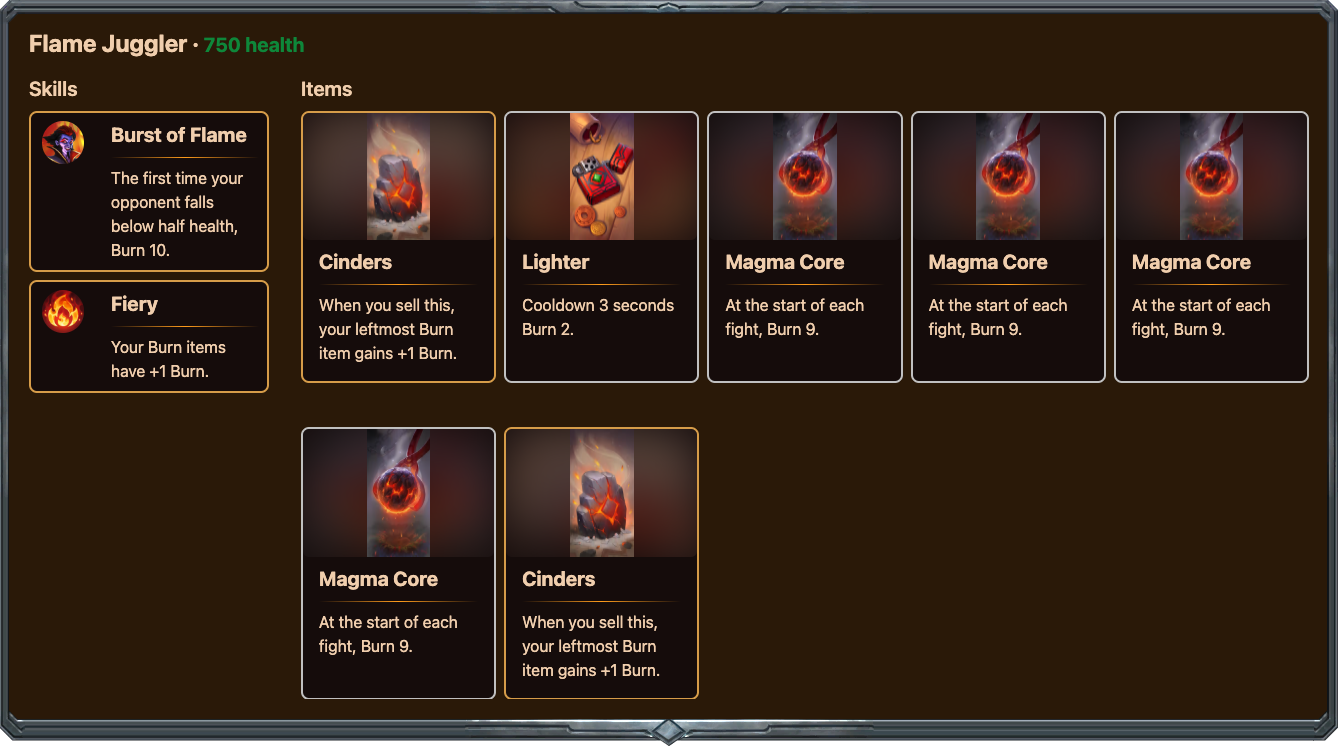 Flame Juggler · 750 health
Skills
Burst of Flame
The first time your
opponent falls
below half health,
Burn 10.
Fiery
Your Burn items
have +1 Burn.
Items
Cinders
When you sell this,
your leftmost Burn
item gains +1 Burn.
Lighter
Cooldown 3 seconds
Burn 2.
Magma Core
At the start of each
fight, Burn 9.
Magma Core
At the start of each
fight, Burn 9.
Magma Core
At the start of each
fight, Burn 9.
Magma Core
At the start of each
fight, Burn 9.
Cinders
When you sell this,
your leftmost Burn
item gains +1 Burn.